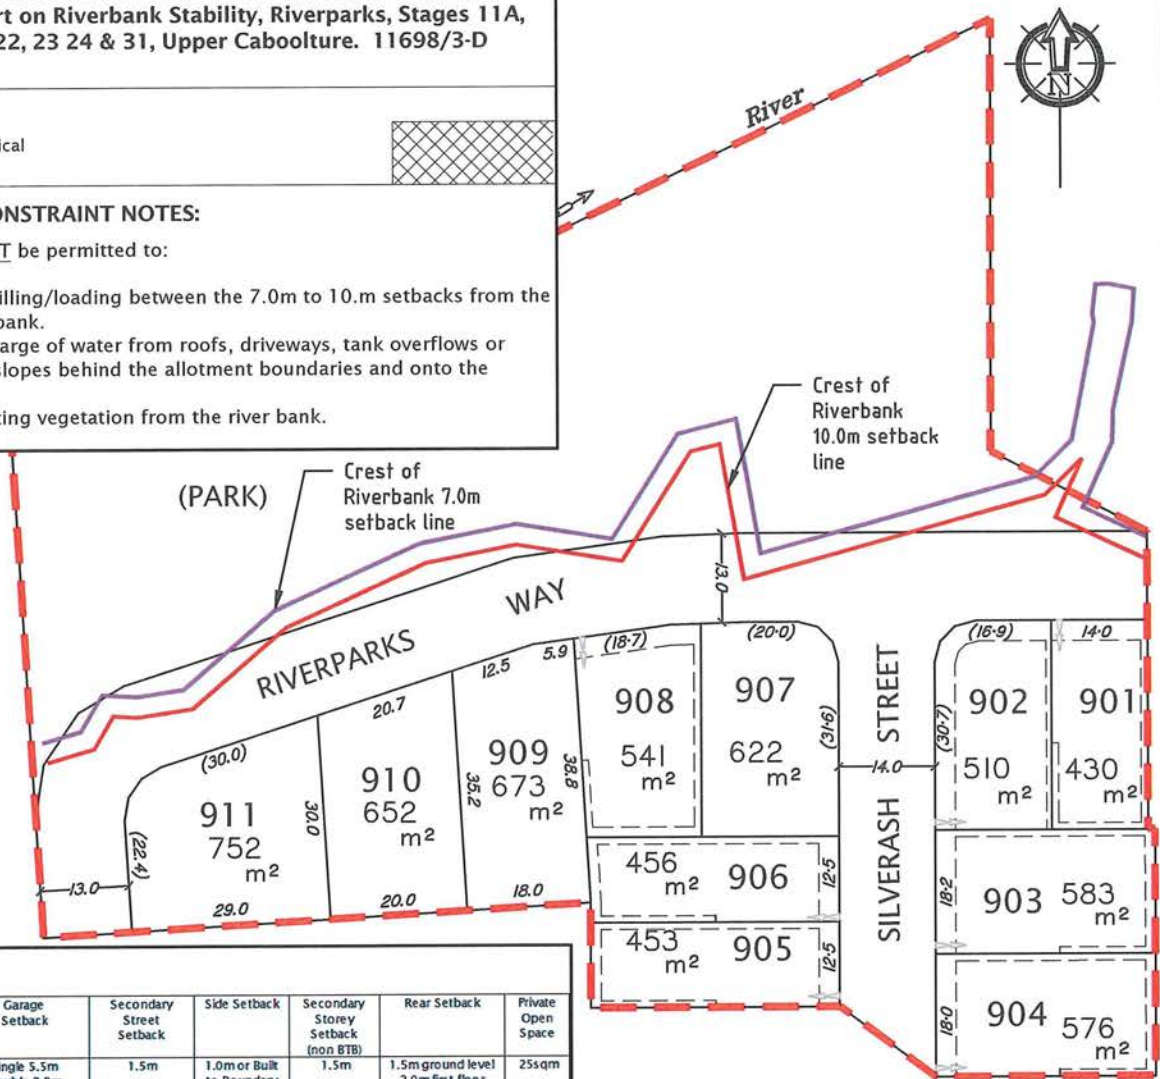 rt on Riverbank Stability, Riverparks, Stages 11A,
22, 23 24 & 31, Upper Caboolture. 11698/3-D
ical
ONSTRAINT NOTES:
T be permitted to:
illing/loading between the 7.0m to 10.m setbacks from the
bank.
arge of water from roofs, driveways, tank overflows or
slopes behind the allotment boundaries and onto the
ing vegetation from the river bank.
River
N
Crest of
Riverbank
10.0m setback
line
(PARK)
Crest of
Riverbank 7.0m
setback line
RIVERPARKS WAY
13.0
(20.0)
(18.7)
5.9
12.5
20.7
(30.0)
(16.9)
14.0
911
752
m²
910
652
m²
909
673
m²
908
541
m²
907
622
m²
902
510
m²
901
430
m²
(22.4)
30.0
35.2
38.8
(31.6)
(30.7)
14.0
SILVERASH STREET
13.0
29.0
20.0
18.0
456
m²
906
12.5
453
m²
905
12.5
18.2
903
583
m²
18.0
904
576
m²
Garage
Setback
Secondary
Street
Setback
Side Setback
Secondary
Storey
Setback
(non BTB)
Rear Setback
Private
Open
Space
ngle 5.5m
1.5m
1.0m or Built
1.5m
1.5m ground level
25sqm